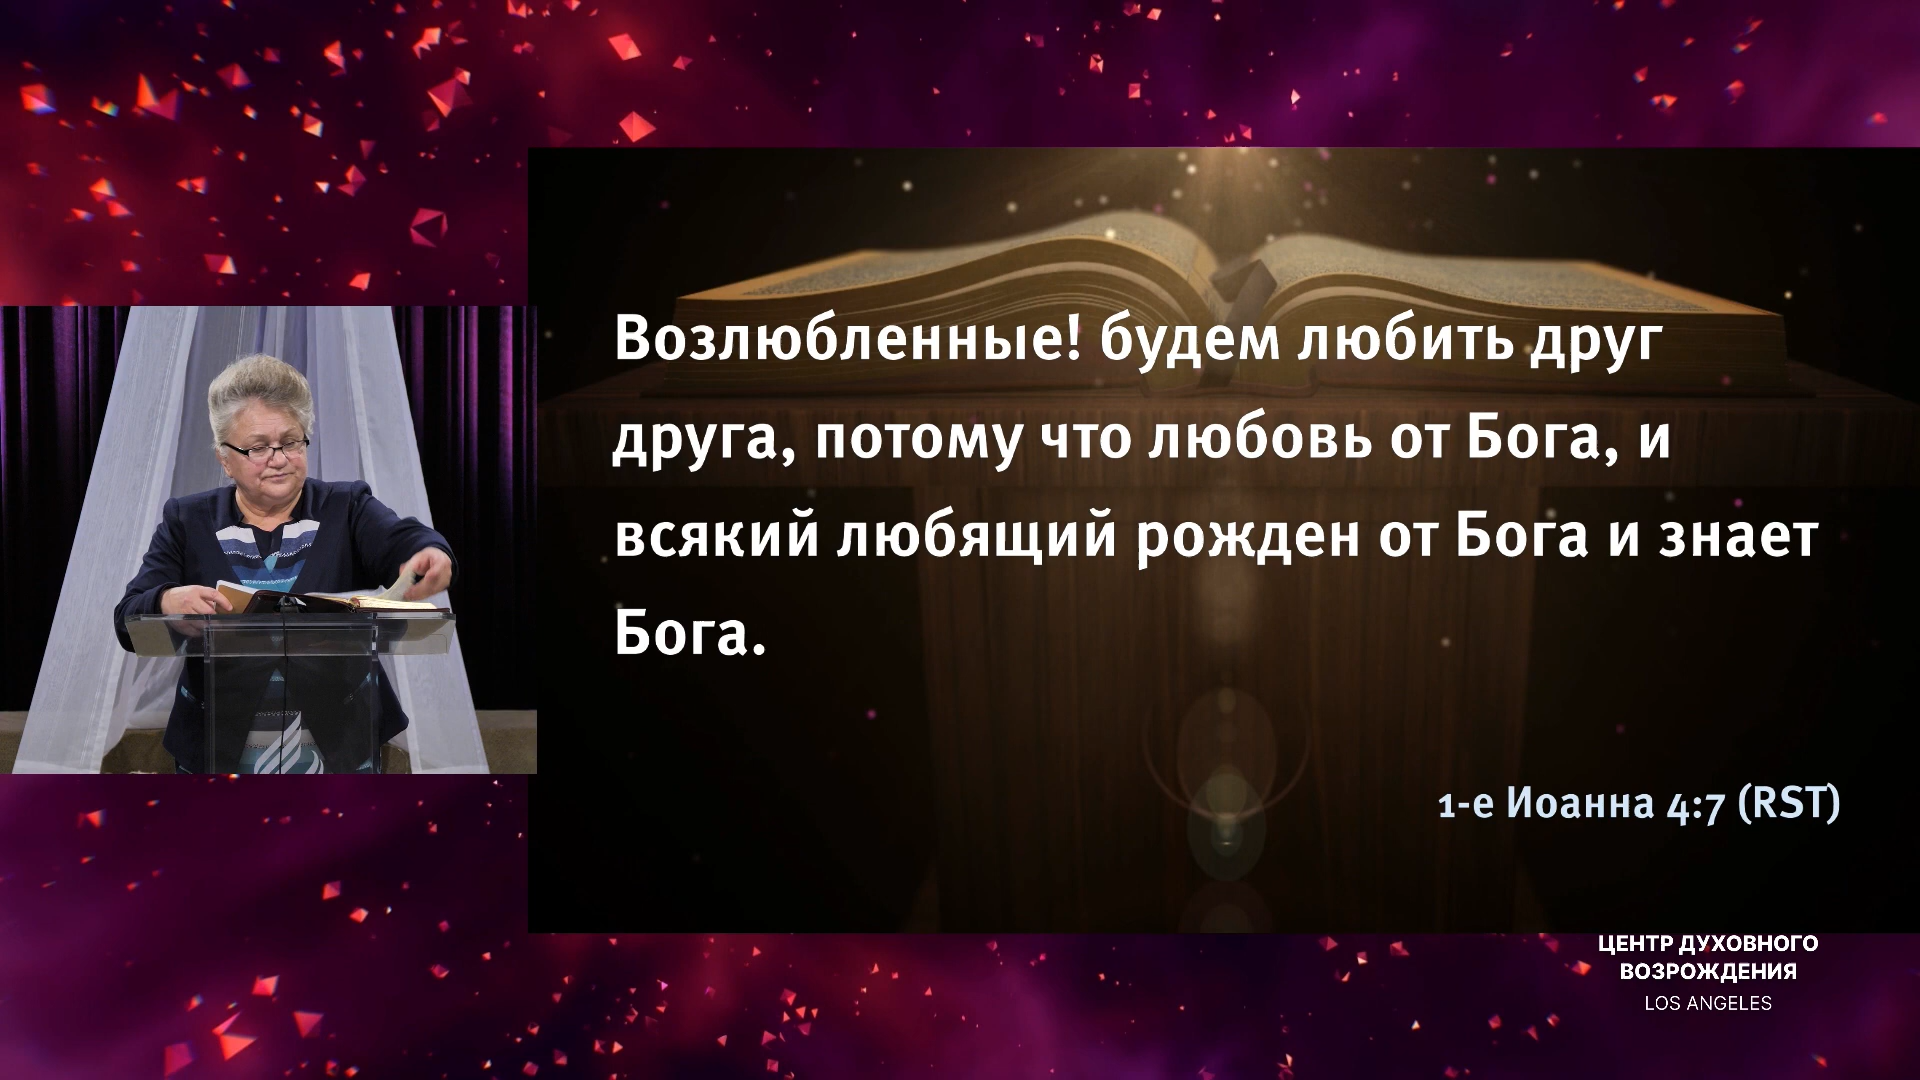 Возлюбленные! будем любить друг
друга, потому что любовь от Бога, и
всякий любящий рожден от Бога и знает
Бога.
1-е Иоанна 4:7 (RST)
ЦЕНТР ДУХОВНОГО
ВОЗРОЖДЕНИЯ
LOS ANGELES